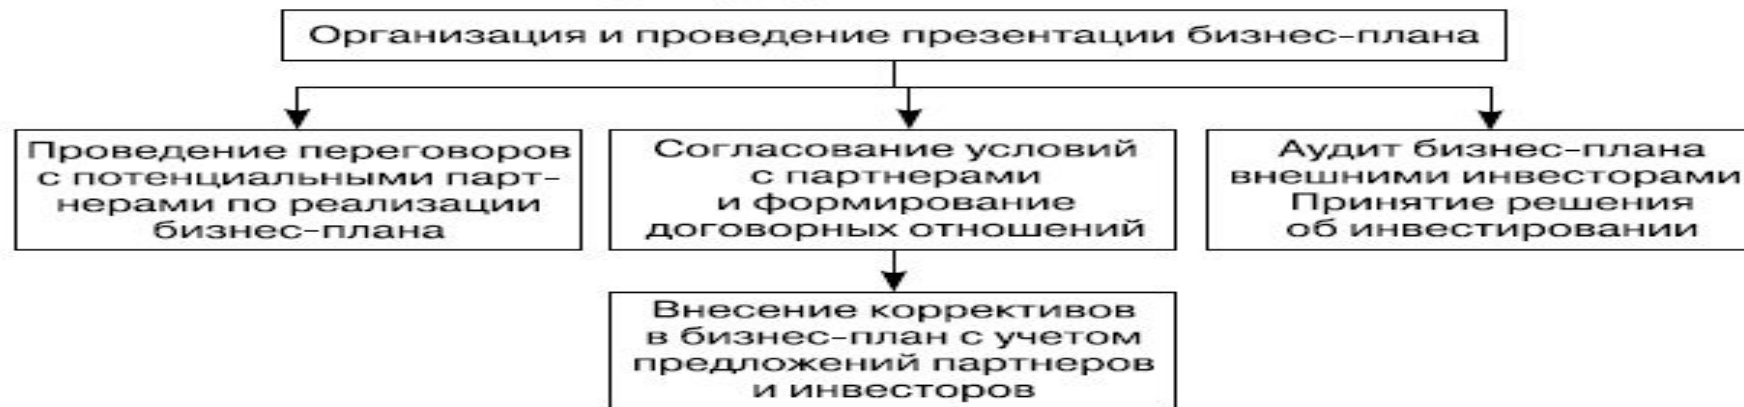 Организация и проведение презентации бизнес-плана
Проведение переговоров
с потенциальными парт-
нерами по реализации
бизнес-плана
Согласование условий
с партнерами
и формирование
договорных отношений
Аудит бизнес-плана
внешними инвесторами
Принятие решения
об инвестировании
Внесение коррективов
в бизнес-план с учетом
предложений партнеров
и инвесторов